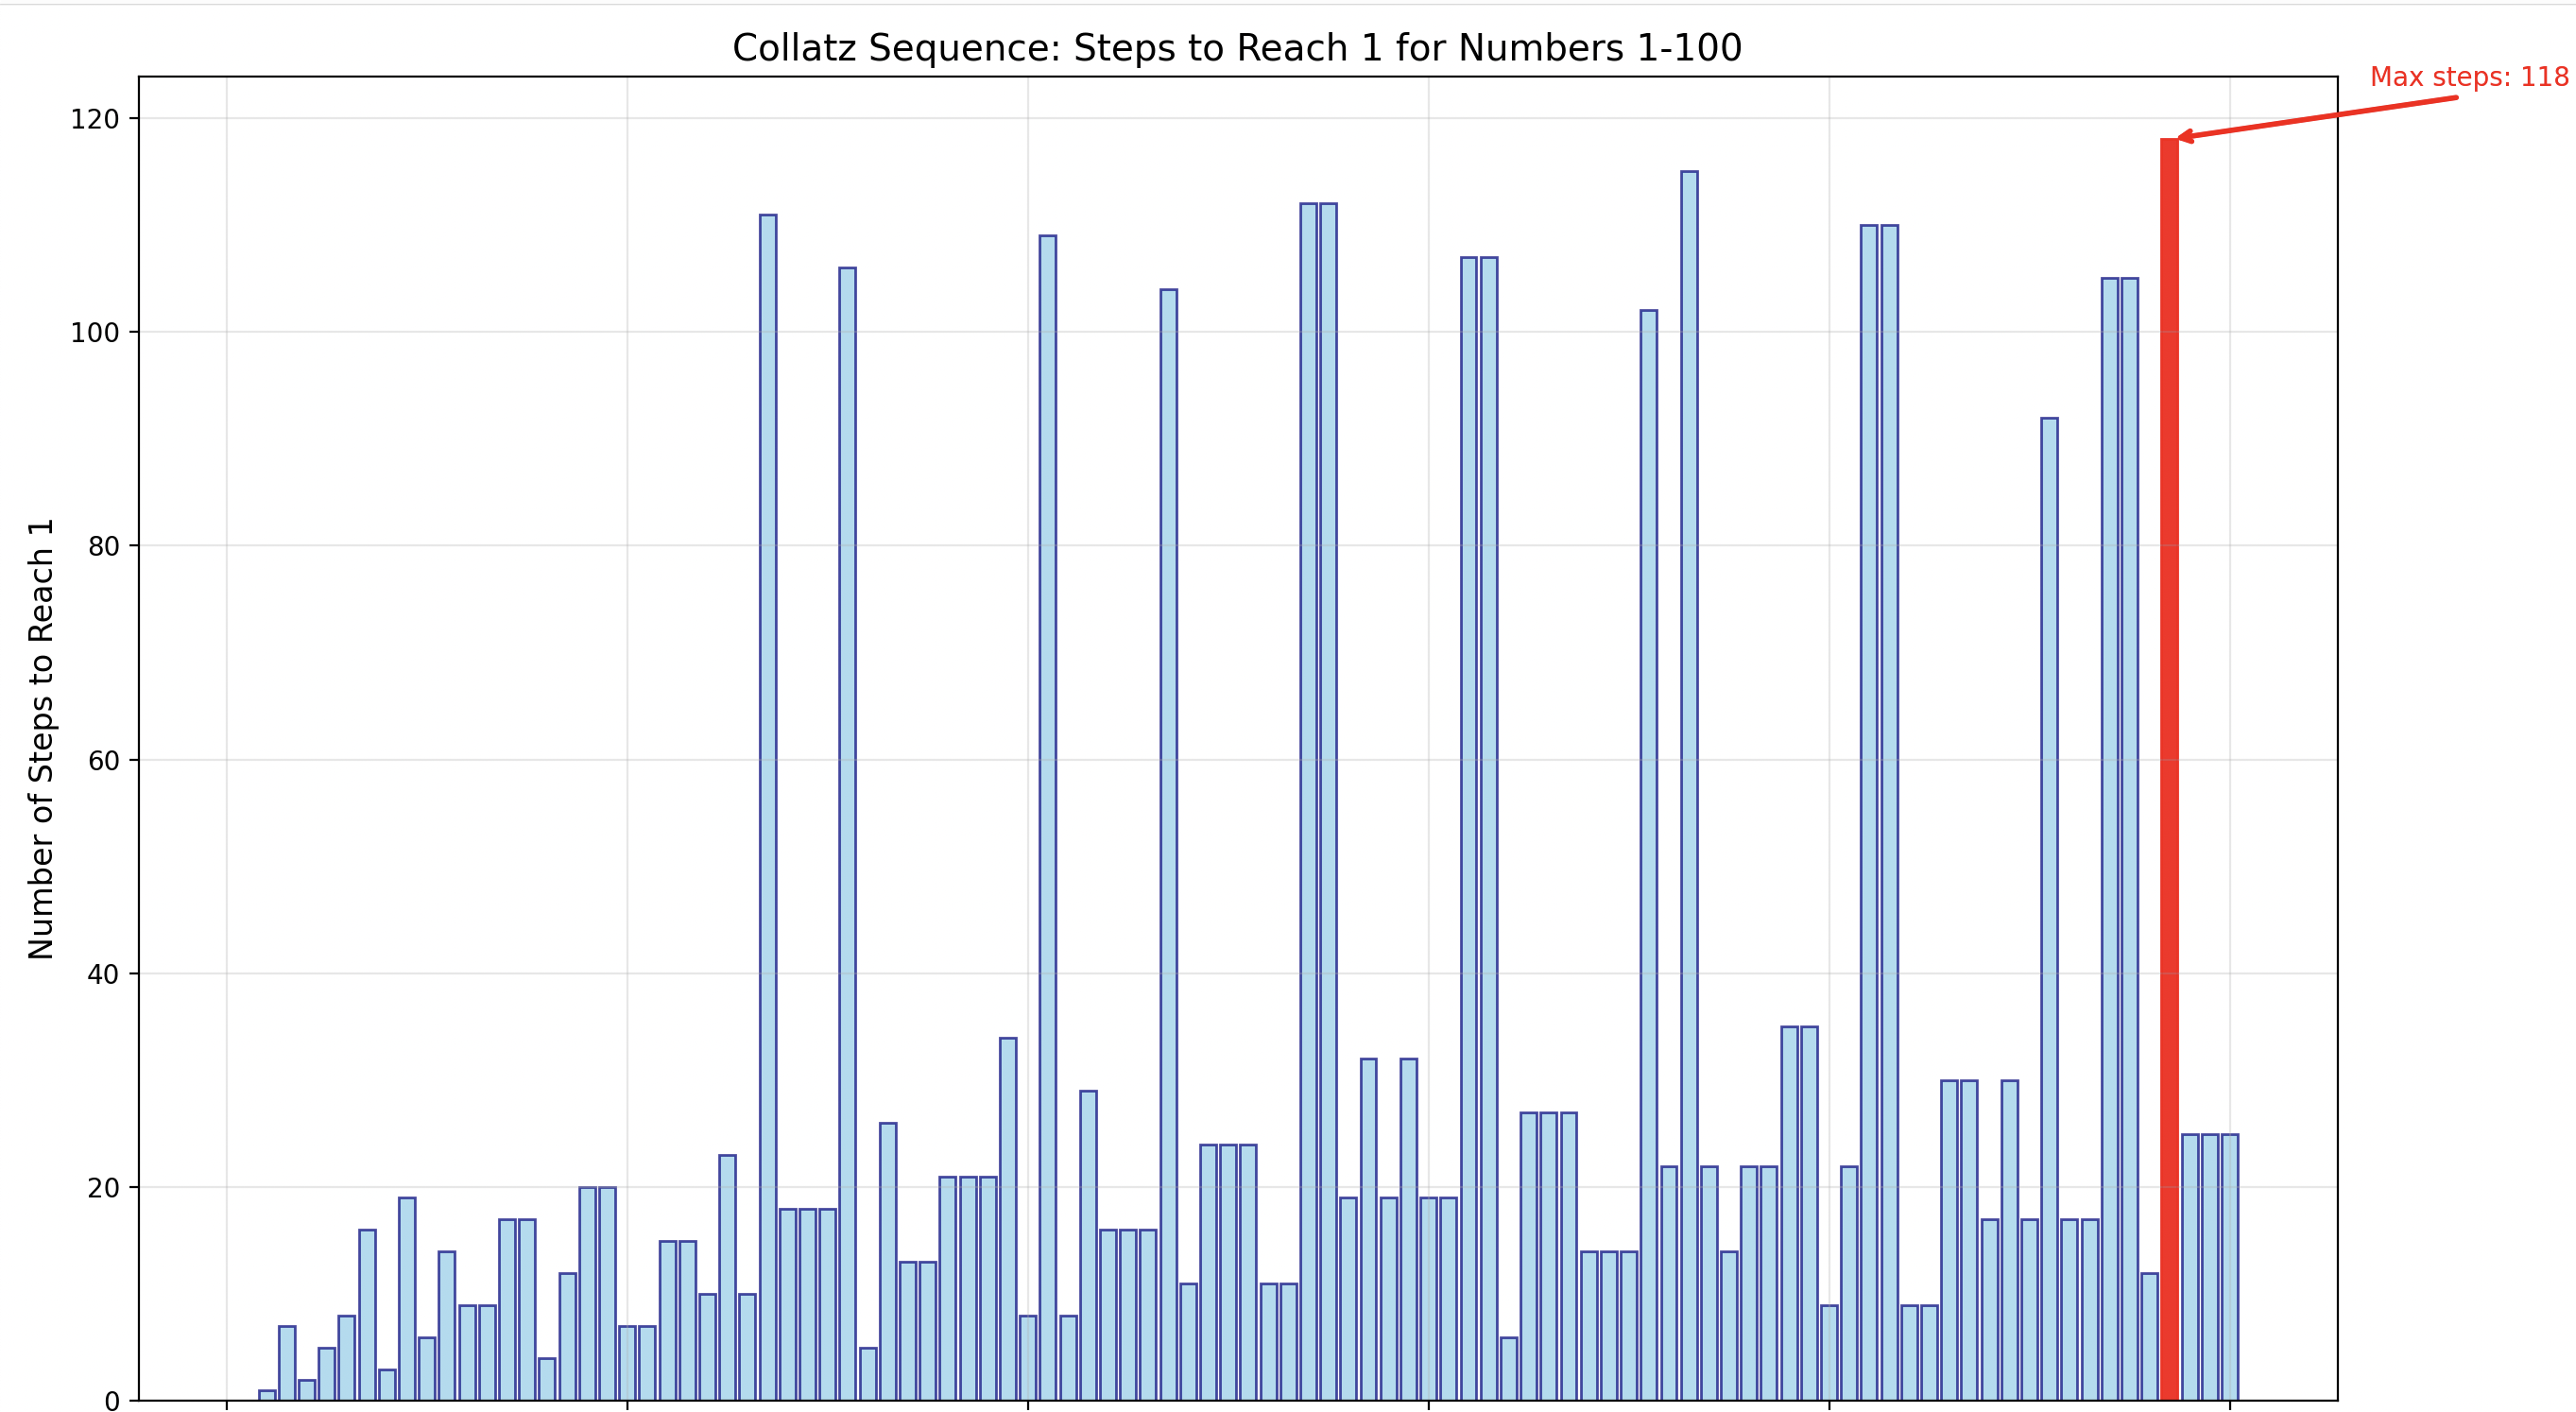 Collatz Sequence: Steps to Reach 1 for Numbers 1-100
Max steps: 118
120
100
80
60
40
20
0
Number of Steps to Reach 1